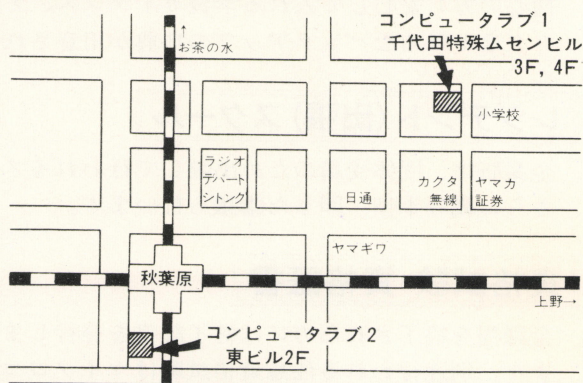 コンピュータラブ1
千代田特殊ムセンビル
3F, 4F
↑
お茶の水
小学校
ラジオ
デパート
シトング
日通
カクタ
無線
ヤマカ
証券
ヤマギワ
秋葉原
上野→
コンピュータラブ2
東ビル2F